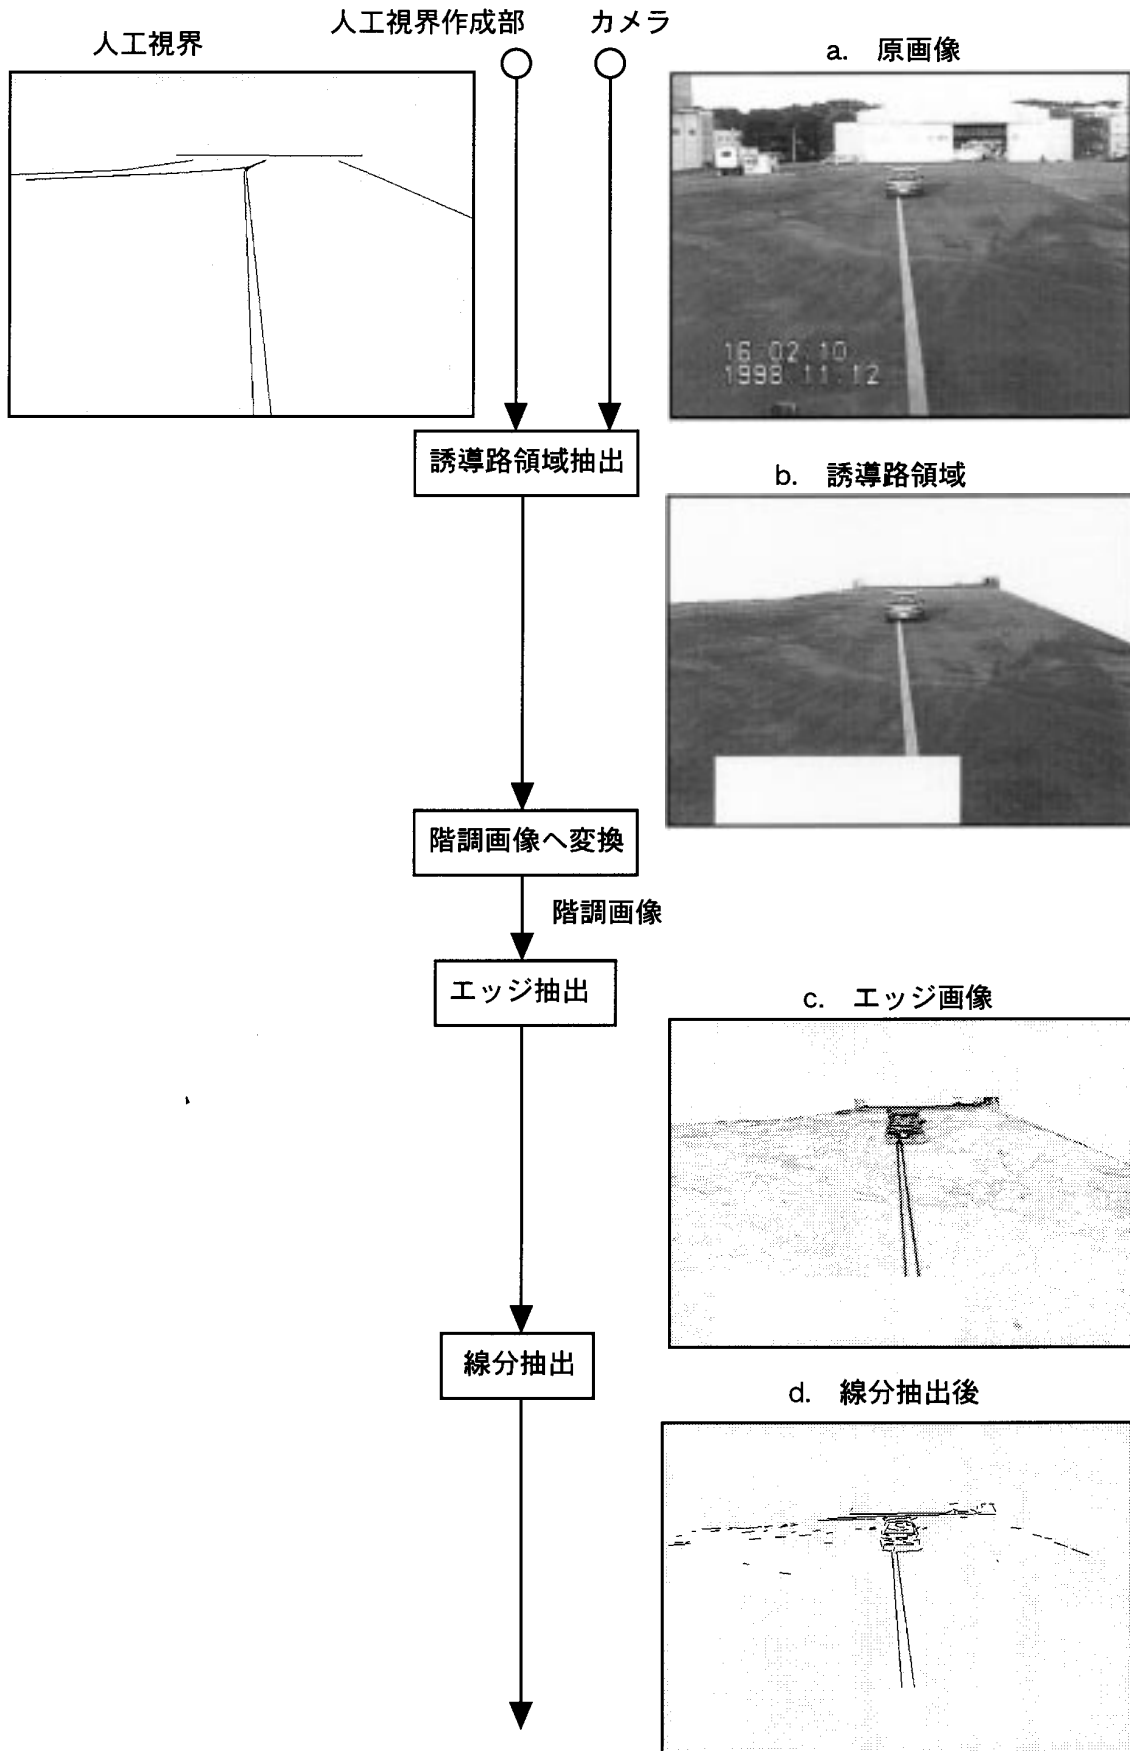 人工視界作成部
カメラ
人工視界
a. 原画像
16 02 10
1998 11 12
誘導路領域抽出
b. 誘導路領域
階調画像へ変換
階調画像
エッジ抽出
c. エッジ画像
線分抽出
d. 線分抽出後